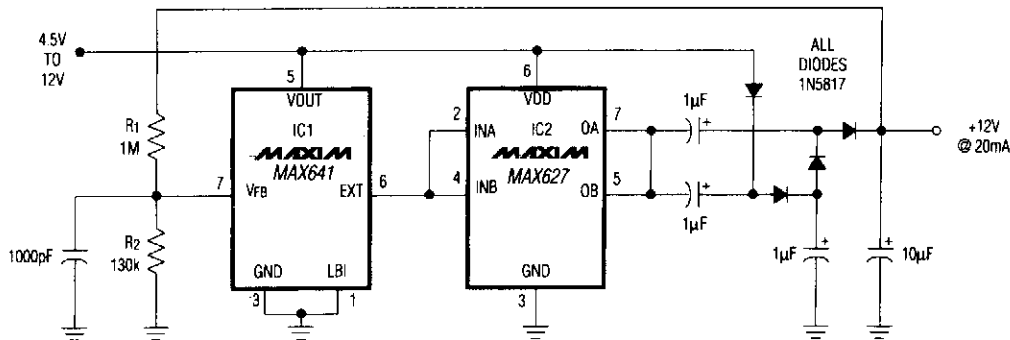 4.5V
TO
12V
ALL
DIODES
1N5817
5
VOUT
IC1
MAXIM
MAX641
7
VFB
EXT
6
GND
LBI
3
1
6
VDD
IC2
MAXIM
MAX627
2
INA
4
INB
OA
7
OB
5
GND
3
R1
1M
R2
130k
1000pF
1µF
+
1µF
+
1µF
+
10µF
+
+12V
@ 20mA